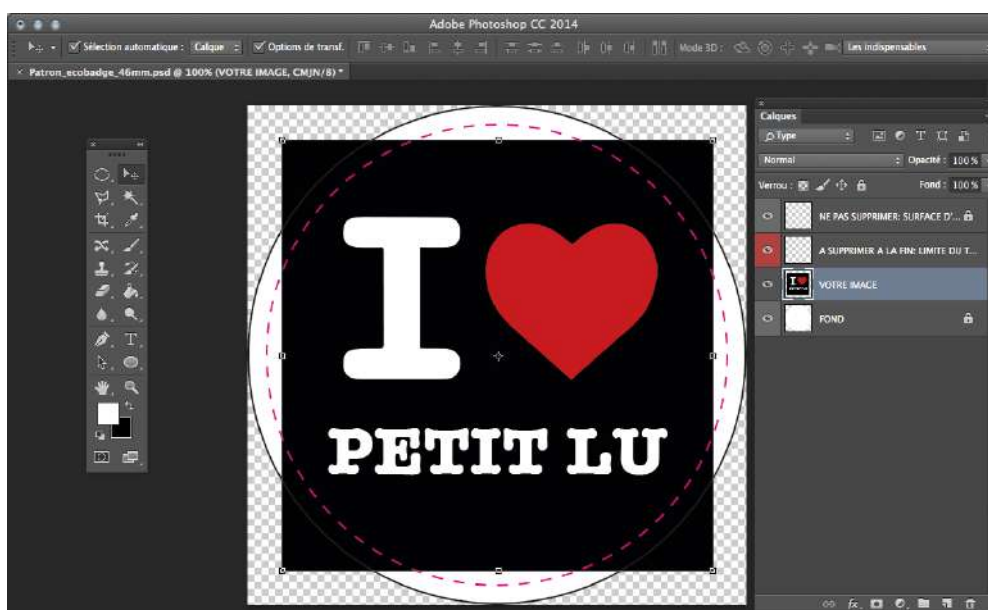 Adobe Photoshop CC 2014
Sélection automatique : Calque Options de transf. Mode 3D : Les indispensables
× Patron_ecobadge_46mm.psd @ 100% (VOTRE IMAGE, CMJN/8) *
Calques
Type
Normal Opacité : 100%
Verrou : Fond : 100%
NE PAS SUPPRIMER: SURFACE D'...
A SUPPRIMER A LA FIN: LIMITE DU T...
VOTRE IMAGE
FOND
I
PETIT LU